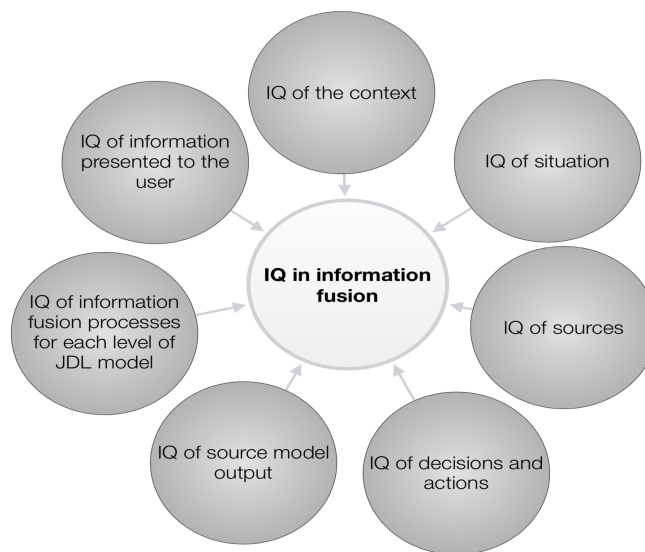 IQ of the context
IQ of information
presented to the
user
IQ of situation
IQ in information
fusion
IQ of information
fusion processes
for each level of
JDL model
IQ of sources
IQ of source model
output
IQ of decisions and
actions